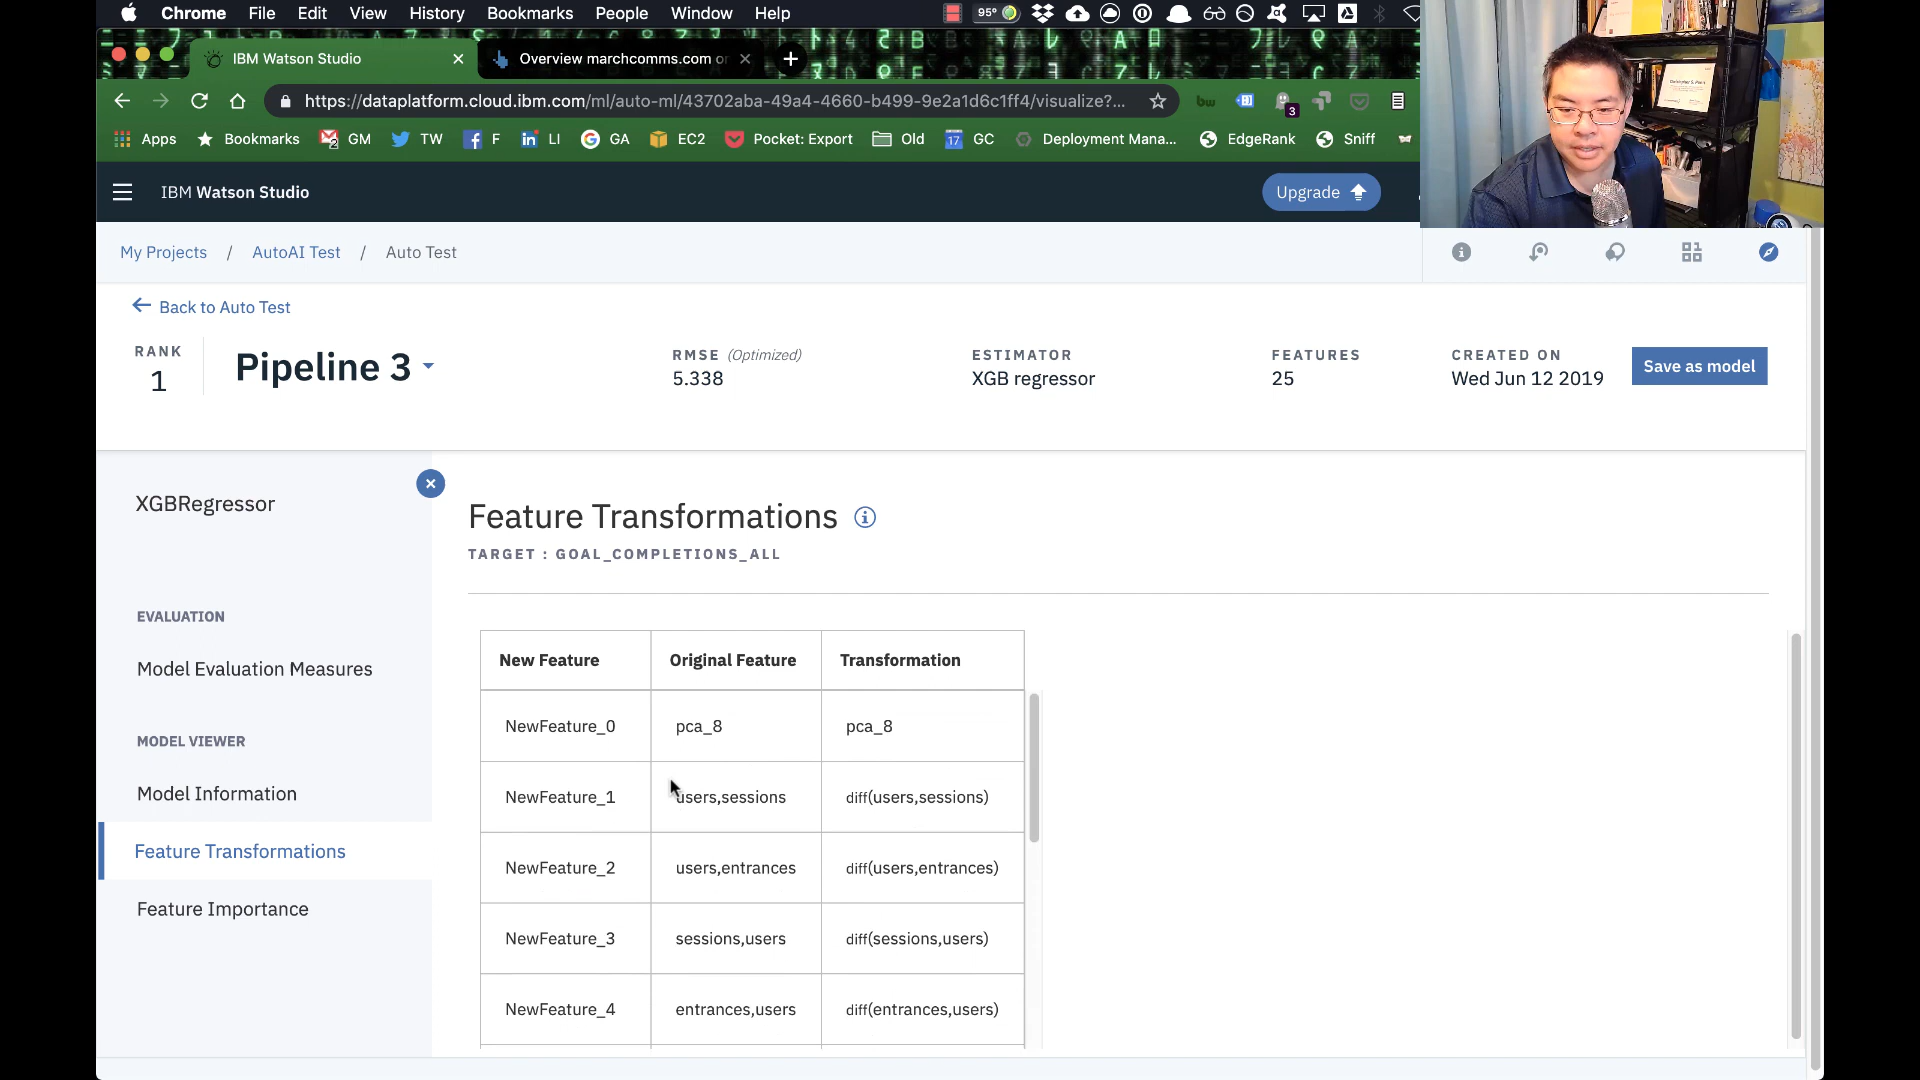 Chrome File Edit View History Bookmarks People Window Help 95°
IBM Watson Studio
Overview marchcomms.com or
https://dataplatform.cloud.ibm.com/ml/auto-ml/43702aba-49a4-4660-b499-9e2a1d6c1ff4/visualize?...
3
Apps Bookmarks 2 GM TW F LI GA EC2 Pocket: Export Old 17 GC Deployment Mana... EdgeRank Sniff
IBM Watson Studio
Upgrade
My Projects / AutoAI Test / Auto Test
Back to Auto Test
RANK
1
Pipeline 3
RMSE (Optimized)
5.338
ESTIMATOR
XGB regressor
FEATURES
25
CREATED ON
Wed Jun 12 2019
Save as model
XGBRegressor
EVALUATION
Model Evaluation Measures
MODEL VIEWER
Model Information
Feature Transformations
Feature Importance
Feature Transformations
TARGET : GOAL_COMPLETIONS_ALL
New Feature Original Feature Transformation
NewFeature_0 pca_8 pca_8
NewFeature_1 users,sessions diff(users,sessions)
NewFeature_2 users,entrances diff(users,entrances)
NewFeature_3 sessions,users diff(sessions,users)
NewFeature_4 entrances,users diff(entrances,users)